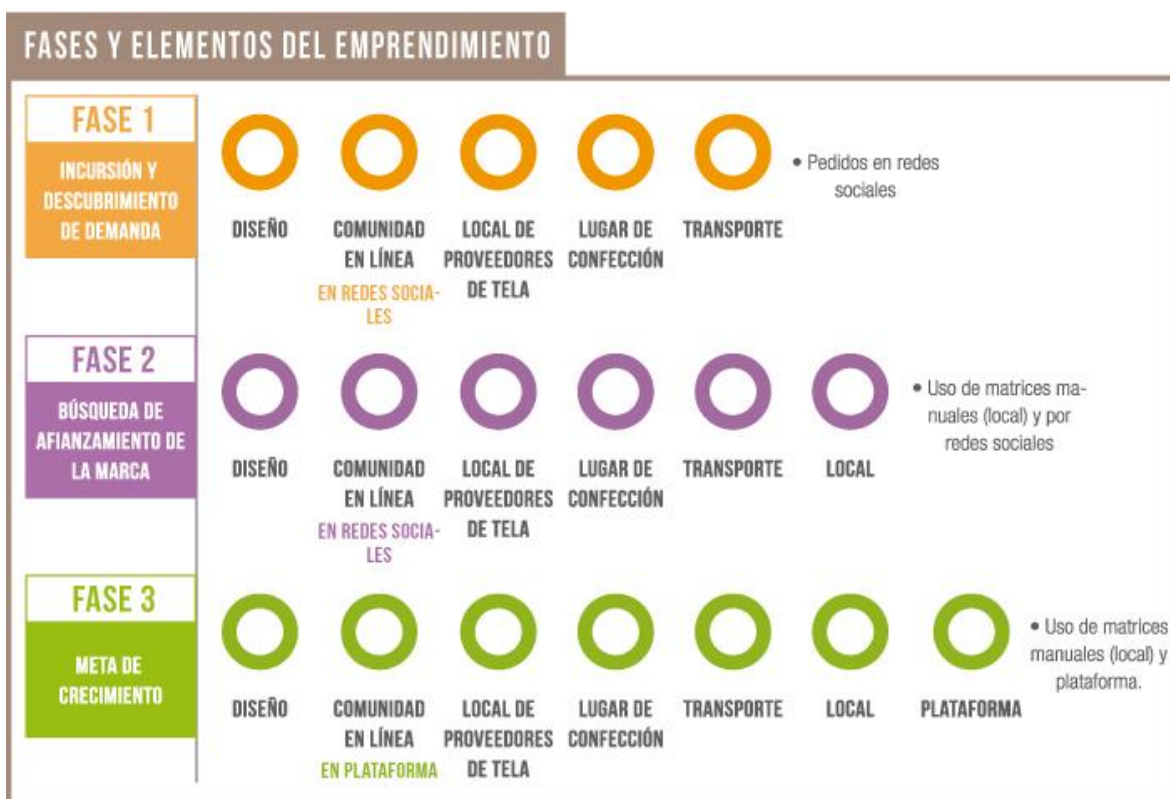 FASES Y ELEMENTOS DEL EMPRENDIMIENTO
FASE 1
INCURSIÓN Y
DESCUBRIMIENTO
DE DEMANDA
DISEÑO
COMUNIDAD
EN LÍNEA
EN REDES SOCIA-
LES
LOCAL DE
PROVEEDORES
DE TELA
LUGAR DE
CONFECCIÓN
TRANSPORTE
• Pedidos en redes
sociales
FASE 2
BÚSQUEDA DE
AFIANZAMIENTO DE
LA MARCA
DISEÑO
COMUNIDAD
EN LÍNEA
EN REDES SOCIA-
LES
LOCAL DE
PROVEEDORES
DE TELA
LUGAR DE
CONFECCIÓN
TRANSPORTE
LOCAL
• Uso de matrices ma-
nuales (local) y por
redes sociales
FASE 3
META DE
CRECIMIENTO
DISEÑO
COMUNIDAD
EN LÍNEA
EN PLATAFORMA
LOCAL DE
PROVEEDORES
DE TELA
LUGAR DE
CONFECCIÓN
TRANSPORTE
LOCAL
PLATAFORMA
• Uso de matrices
manuales (local) y
plataforma.